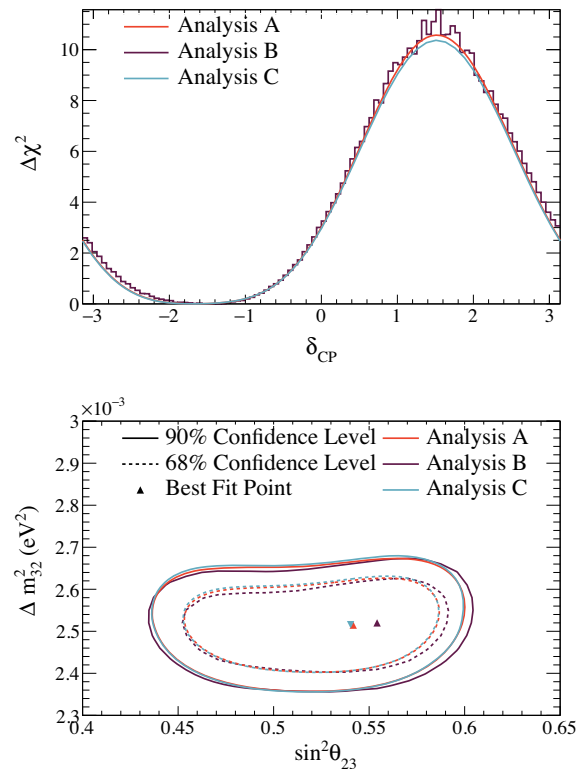 Analysis A
Analysis B
Analysis C
10
8
6
4
2
0
Δχ²
−3 −2 −1 0 1 2 3
δ_CP
×10⁻³
3
2.9
2.8
2.7
2.6
2.5
2.4
2.3
90% Confidence Level
68% Confidence Level
Best Fit Point
Analysis A
Analysis B
Analysis C
Δ m²₃₂ (eV²)
0.4 0.45 0.5 0.55 0.6 0.65
sin²θ₂₃